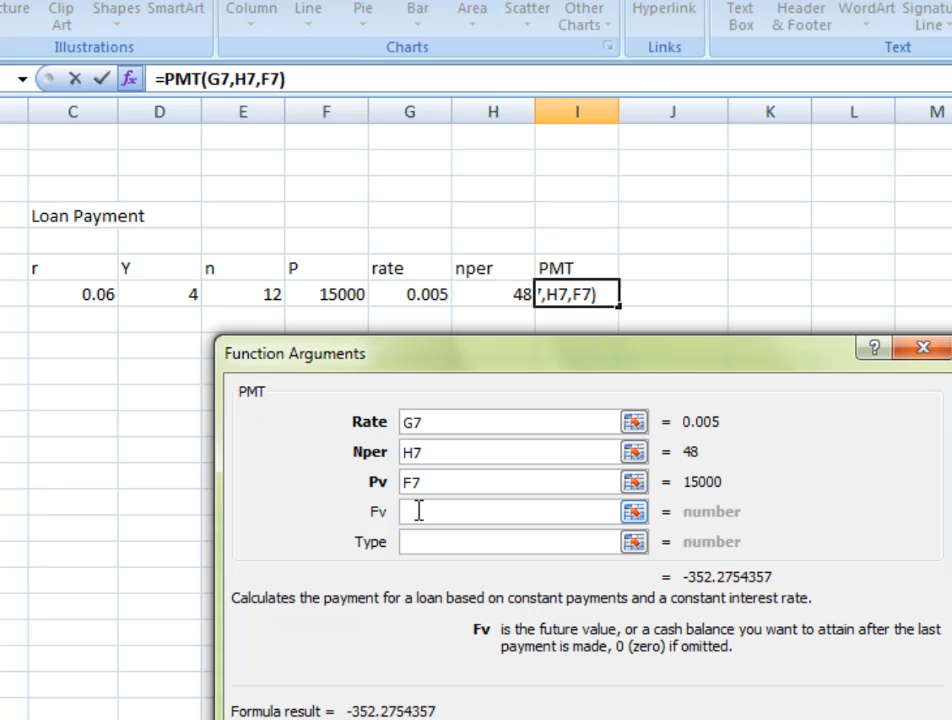 Clip Shapes SmartArt Column Line Pie Bar Area Scatter Other Hyperlink Text Header WordArt
Art Charts Box & Footer Line
Illustrations Charts Links Text
fx =PMT(G7,H7,F7)
C D E F G H I J K L M
Loan Payment
r Y n P rate nper PMT
0.06 4 12 15000 0.005 48 ,H7,F7)
Function Arguments ?
PMT
Rate G7 = 0.005
Nper H7 = 48
Pv F7 = 15000
Fv = number
Type = number
= -352.2754357
Calculates the payment for a loan based on constant payments and a constant interest rate.
Fv is the future value, or a cash balance you want to attain after the last
payment is made, 0 (zero) if omitted.
Formula result = -352.2754357